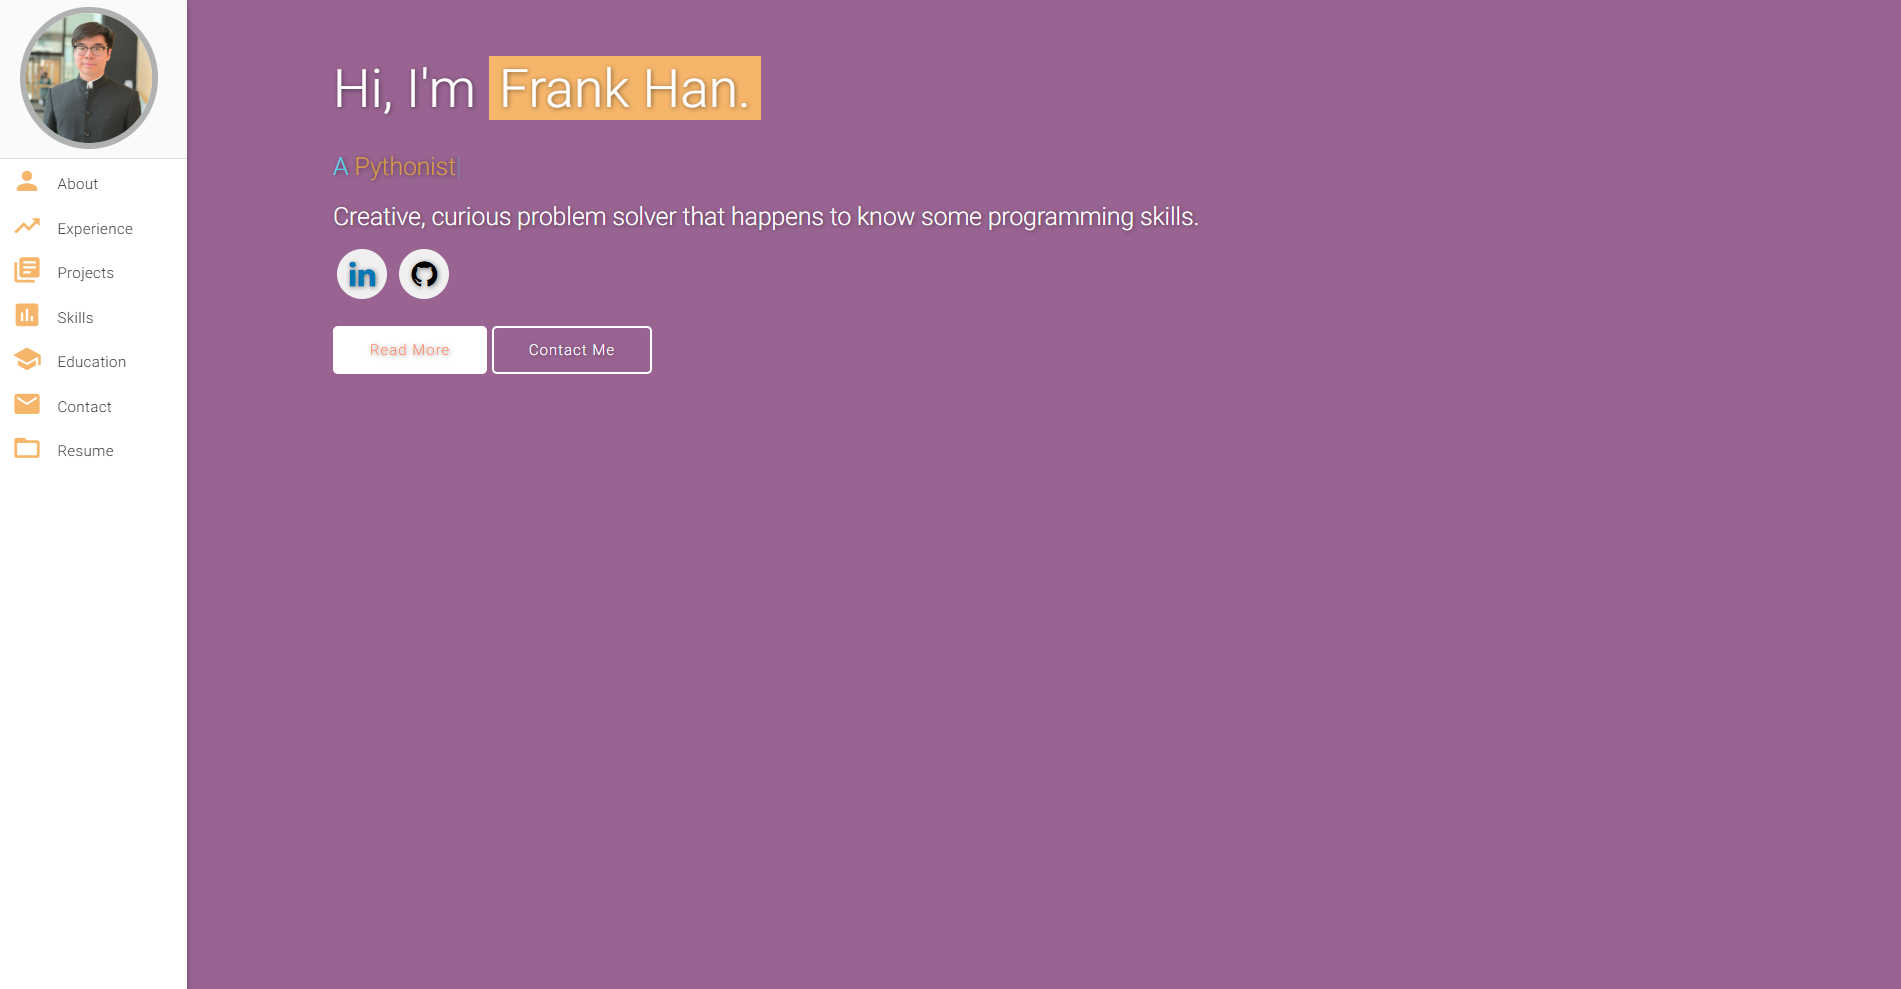 About
Experience
Projects
Skills
Education
Contact
Resume
Hi, I'm Frank Han.
A Pythonist
Creative, curious problem solver that happens to know some programming skills.
in
Read More
Contact Me